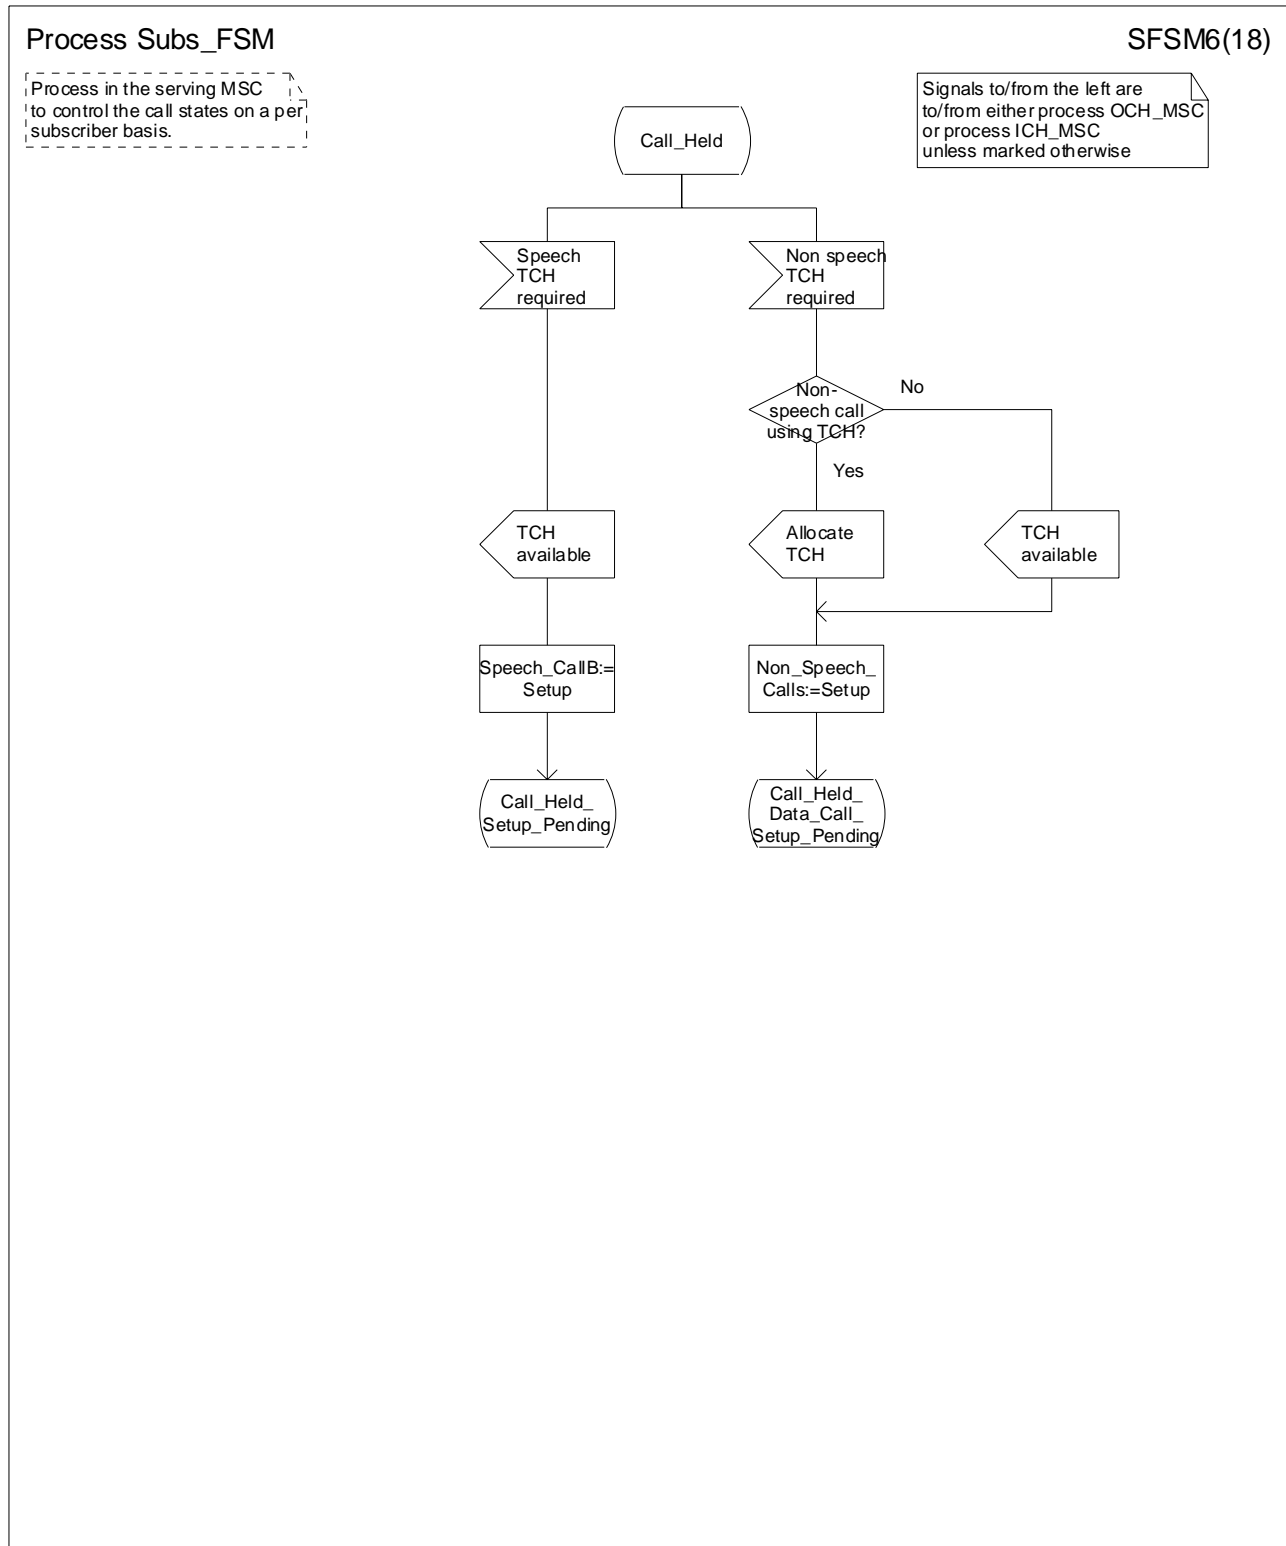 Process Subs_FSM
SFSM6(18)
Process in the serving MSC
to control the call states on a per
subscriber basis.
Signals to/from the left are
to/from either process OCH_MSC
or process ICH_MSC
unless marked otherwise
Call_Held
Speech
TCH
required
Non speech
TCH
required
Non-
speech call
using TCH?
No
Yes
TCH
available
Allocate
TCH
TCH
available
Speech_CallB:=
Setup
Non_Speech_
Calls:=Setup
Call_Held_
Setup_Pending
Call_Held_
Data_Call_
Setup_Pending